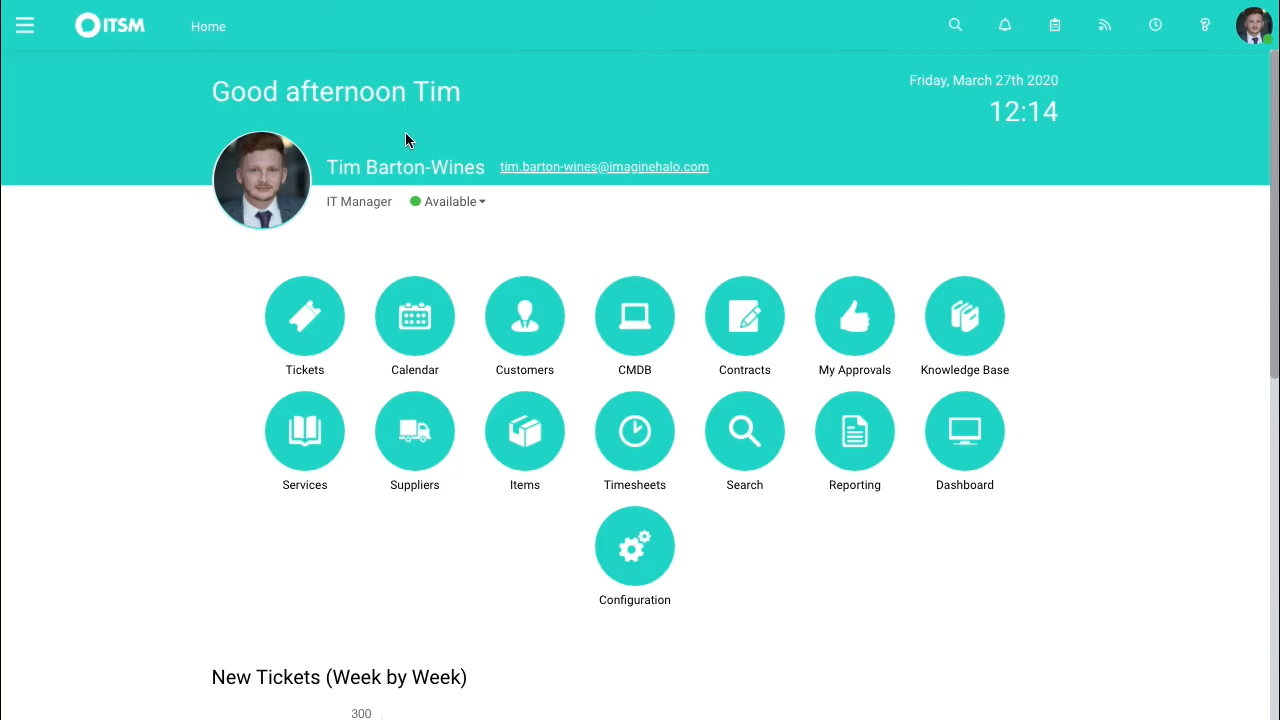 ITSM Home
Good afternoon Tim
Friday, March 27th 2020
12:14
Tim Barton-Wines tim.barton-wines@imaginehalo.com
IT Manager Available
Tickets Calendar Customers CMDB Contracts My Approvals Knowledge Base
Services Suppliers Items Timesheets Search Reporting Dashboard
Configuration
New Tickets (Week by Week)
300